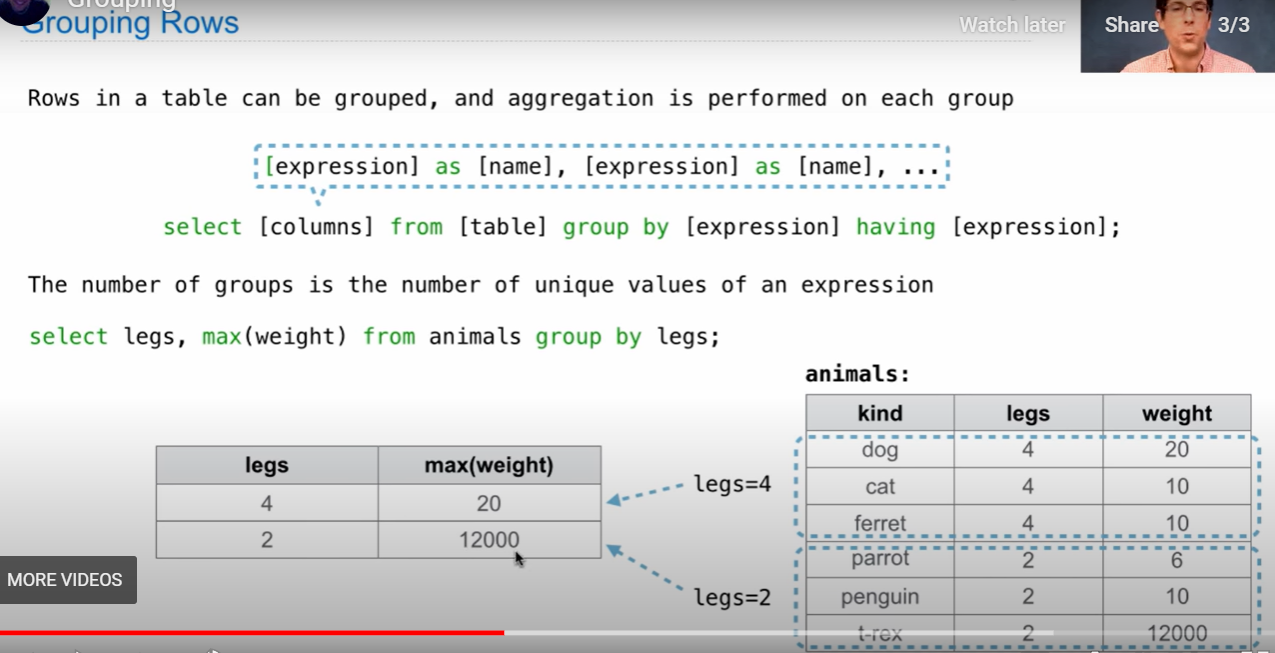 Grouping
Grouping Rows
Watch later
Share
3/3
Rows in a table can be grouped, and aggregation is performed on each group
[expression] as [name], [expression] as [name], ...
select [columns] from [table] group by [expression] having [expression];
The number of groups is the number of unique values of an expression
select legs, max(weight) from animals group by legs;
animals:
kind legs weight
dog 4 20
cat 4 10
ferret 4 10
parrot 2 6
penguin 2 10
t-rex 2 12000
legs max(weight)
4 20
2 12000
legs=4
legs=2
MORE VIDEOS